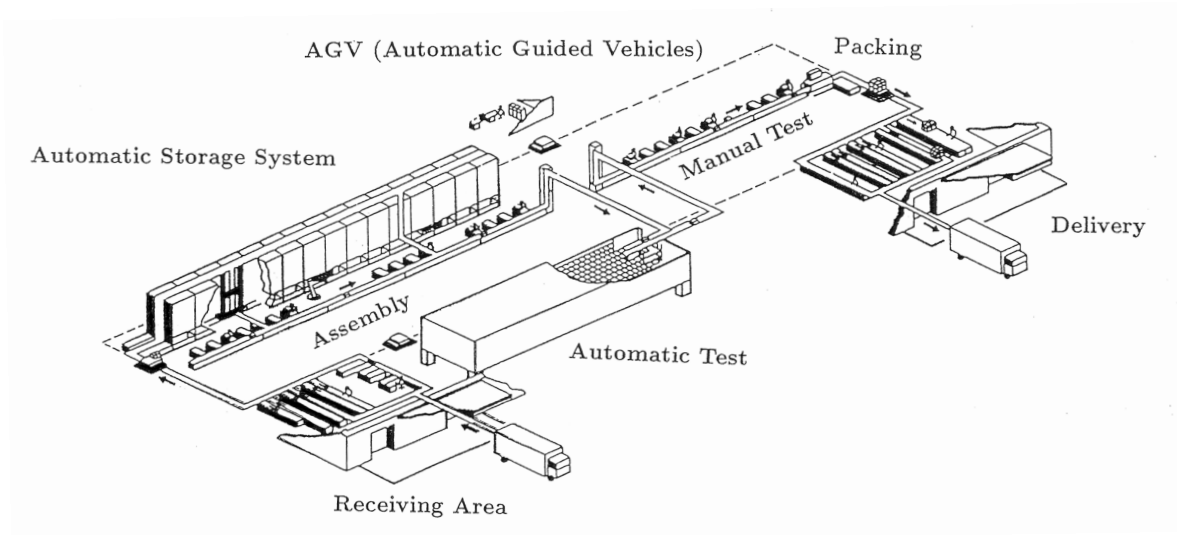 AGV (Automatic Guided Vehicles)
Packing
Automatic Storage System
Manual Test
Delivery
Assembly
Automatic Test
Receiving Area